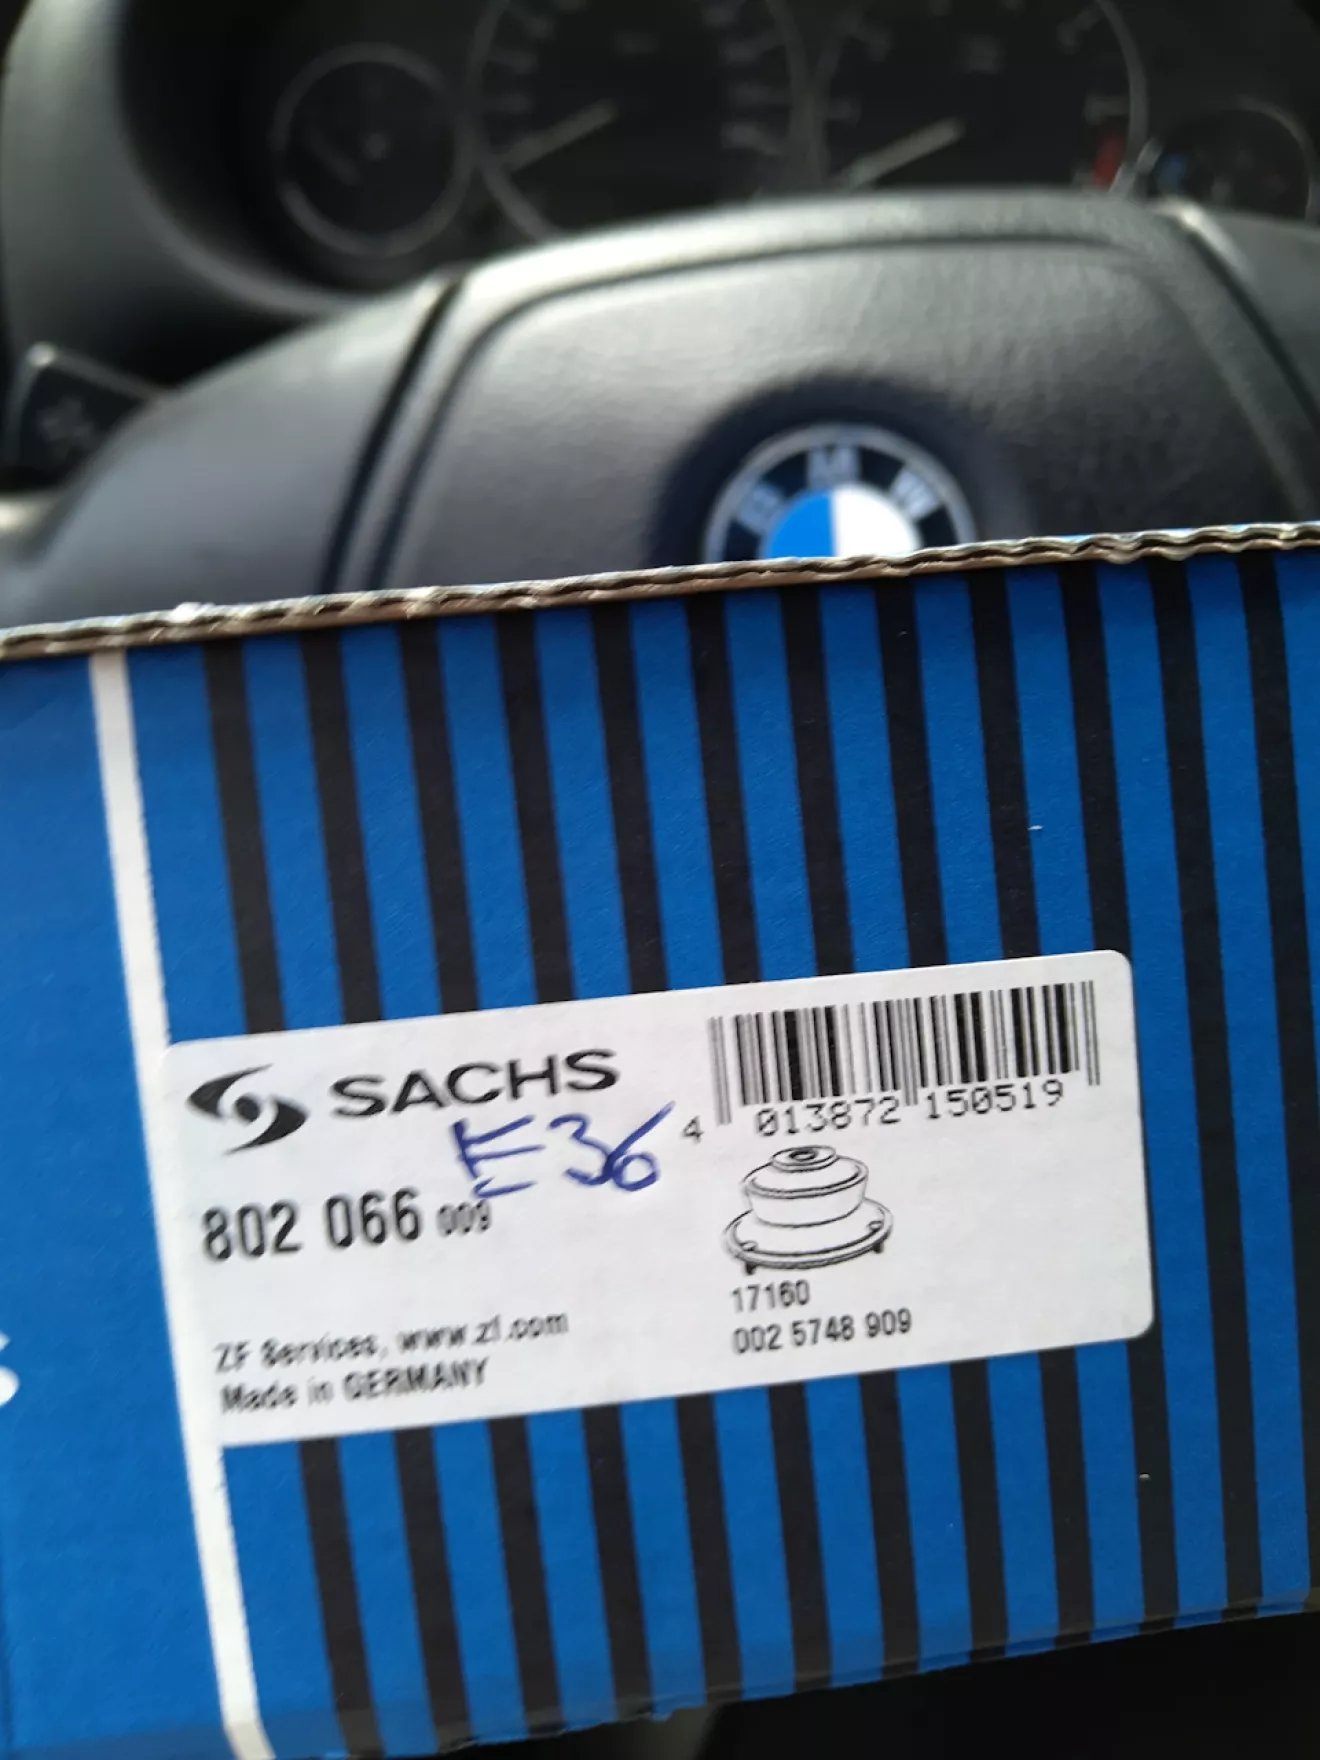 BMW
SACHS
E36
802 066 009
ZF Services, www.zf.com
Made in GERMANY
4 013872 150519
17160
002 5748 909